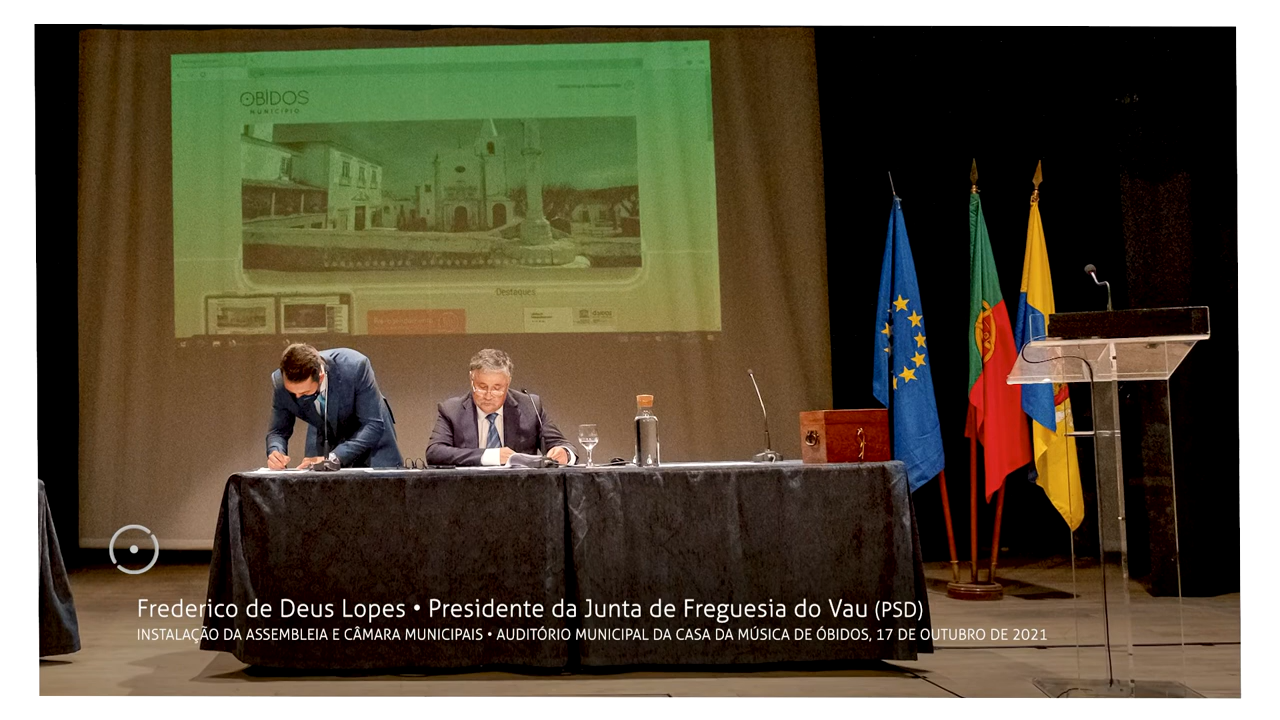 ÓBIDOS
MUNICÍPIO
Destaques
Frederico de Deus Lopes • Presidente da Junta de Freguesia do Vau (PSD)
INSTALAÇÃO DA ASSEMBLEIA E CÂMARA MUNICIPAIS • AUDITÓRIO MUNICIPAL DA CASA DA MÚSICA DE ÓBIDOS, 17 DE OUTUBRO DE 2021